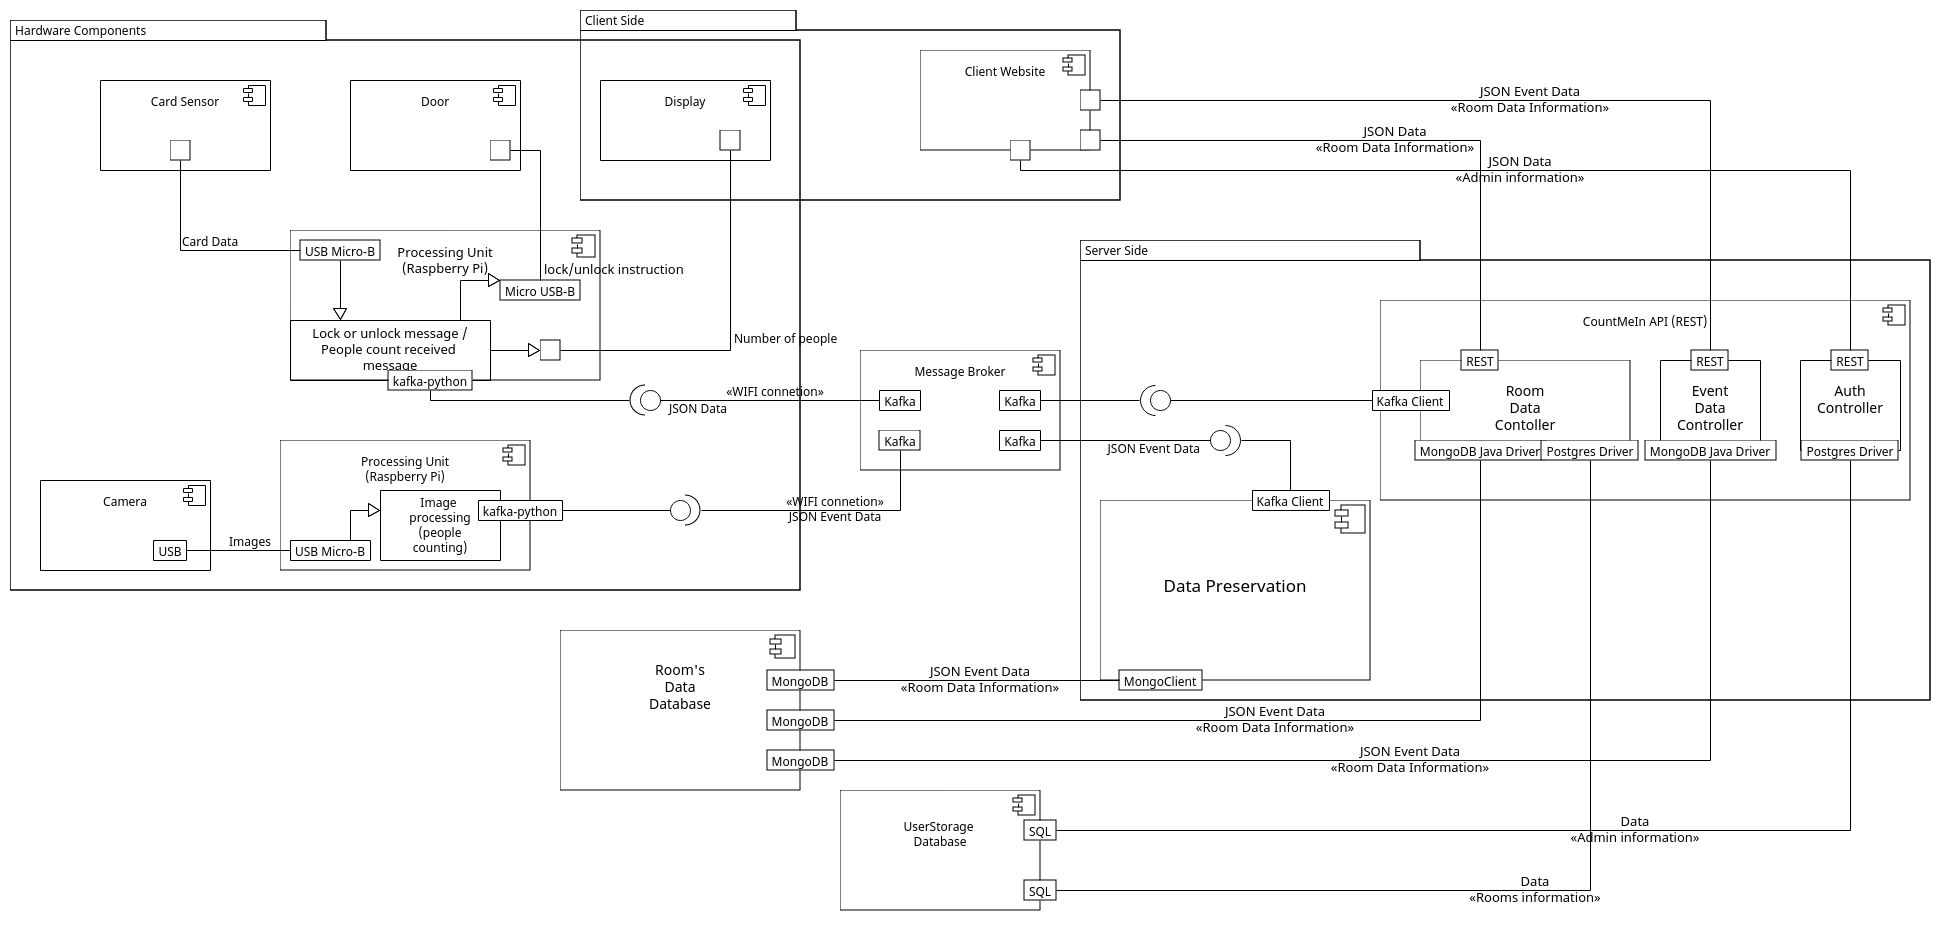 Client Side
Hardware Components
Card Sensor
Door
Display
Client Website
JSON Event Data
«Room Data Information»
JSON Data
«Room Data Information»
JSON Data
«Admin information»
Card Data
USB Micro-B
Processing Unit
(Raspberry Pi)
lock/unlock instruction
Micro USB-B
Lock or unlock message /
People count received
message
kafka-python
Number of people
«WIFI connetion»
JSON Data
Message Broker
Kafka
Kafka
Kafka
Kafka
JSON Event Data
Server Side
CountMeIn API (REST)
REST
REST
REST
Kafka Client
Room
Data
Contoller
Event
Data
Controller
Auth
Controller
MongoDB Java Driver
Postgres Driver
MongoDB Java Driver
Postgres Driver
Processing Unit
(Raspberry Pi)
Camera
USB
Images
USB Micro-B
Image
processing
(people
counting)
kafka-python
«WIFI connetion»
JSON Event Data
Kafka Client
Data Preservation
MongoClient
Room's
Data
Database
MongoDB
MongoDB
MongoDB
JSON Event Data
«Room Data Information»
JSON Event Data
«Room Data Information»
JSON Event Data
«Room Data Information»
UserStorage
Database
SQL
SQL
Data
«Admin information»
Data
«Rooms information»